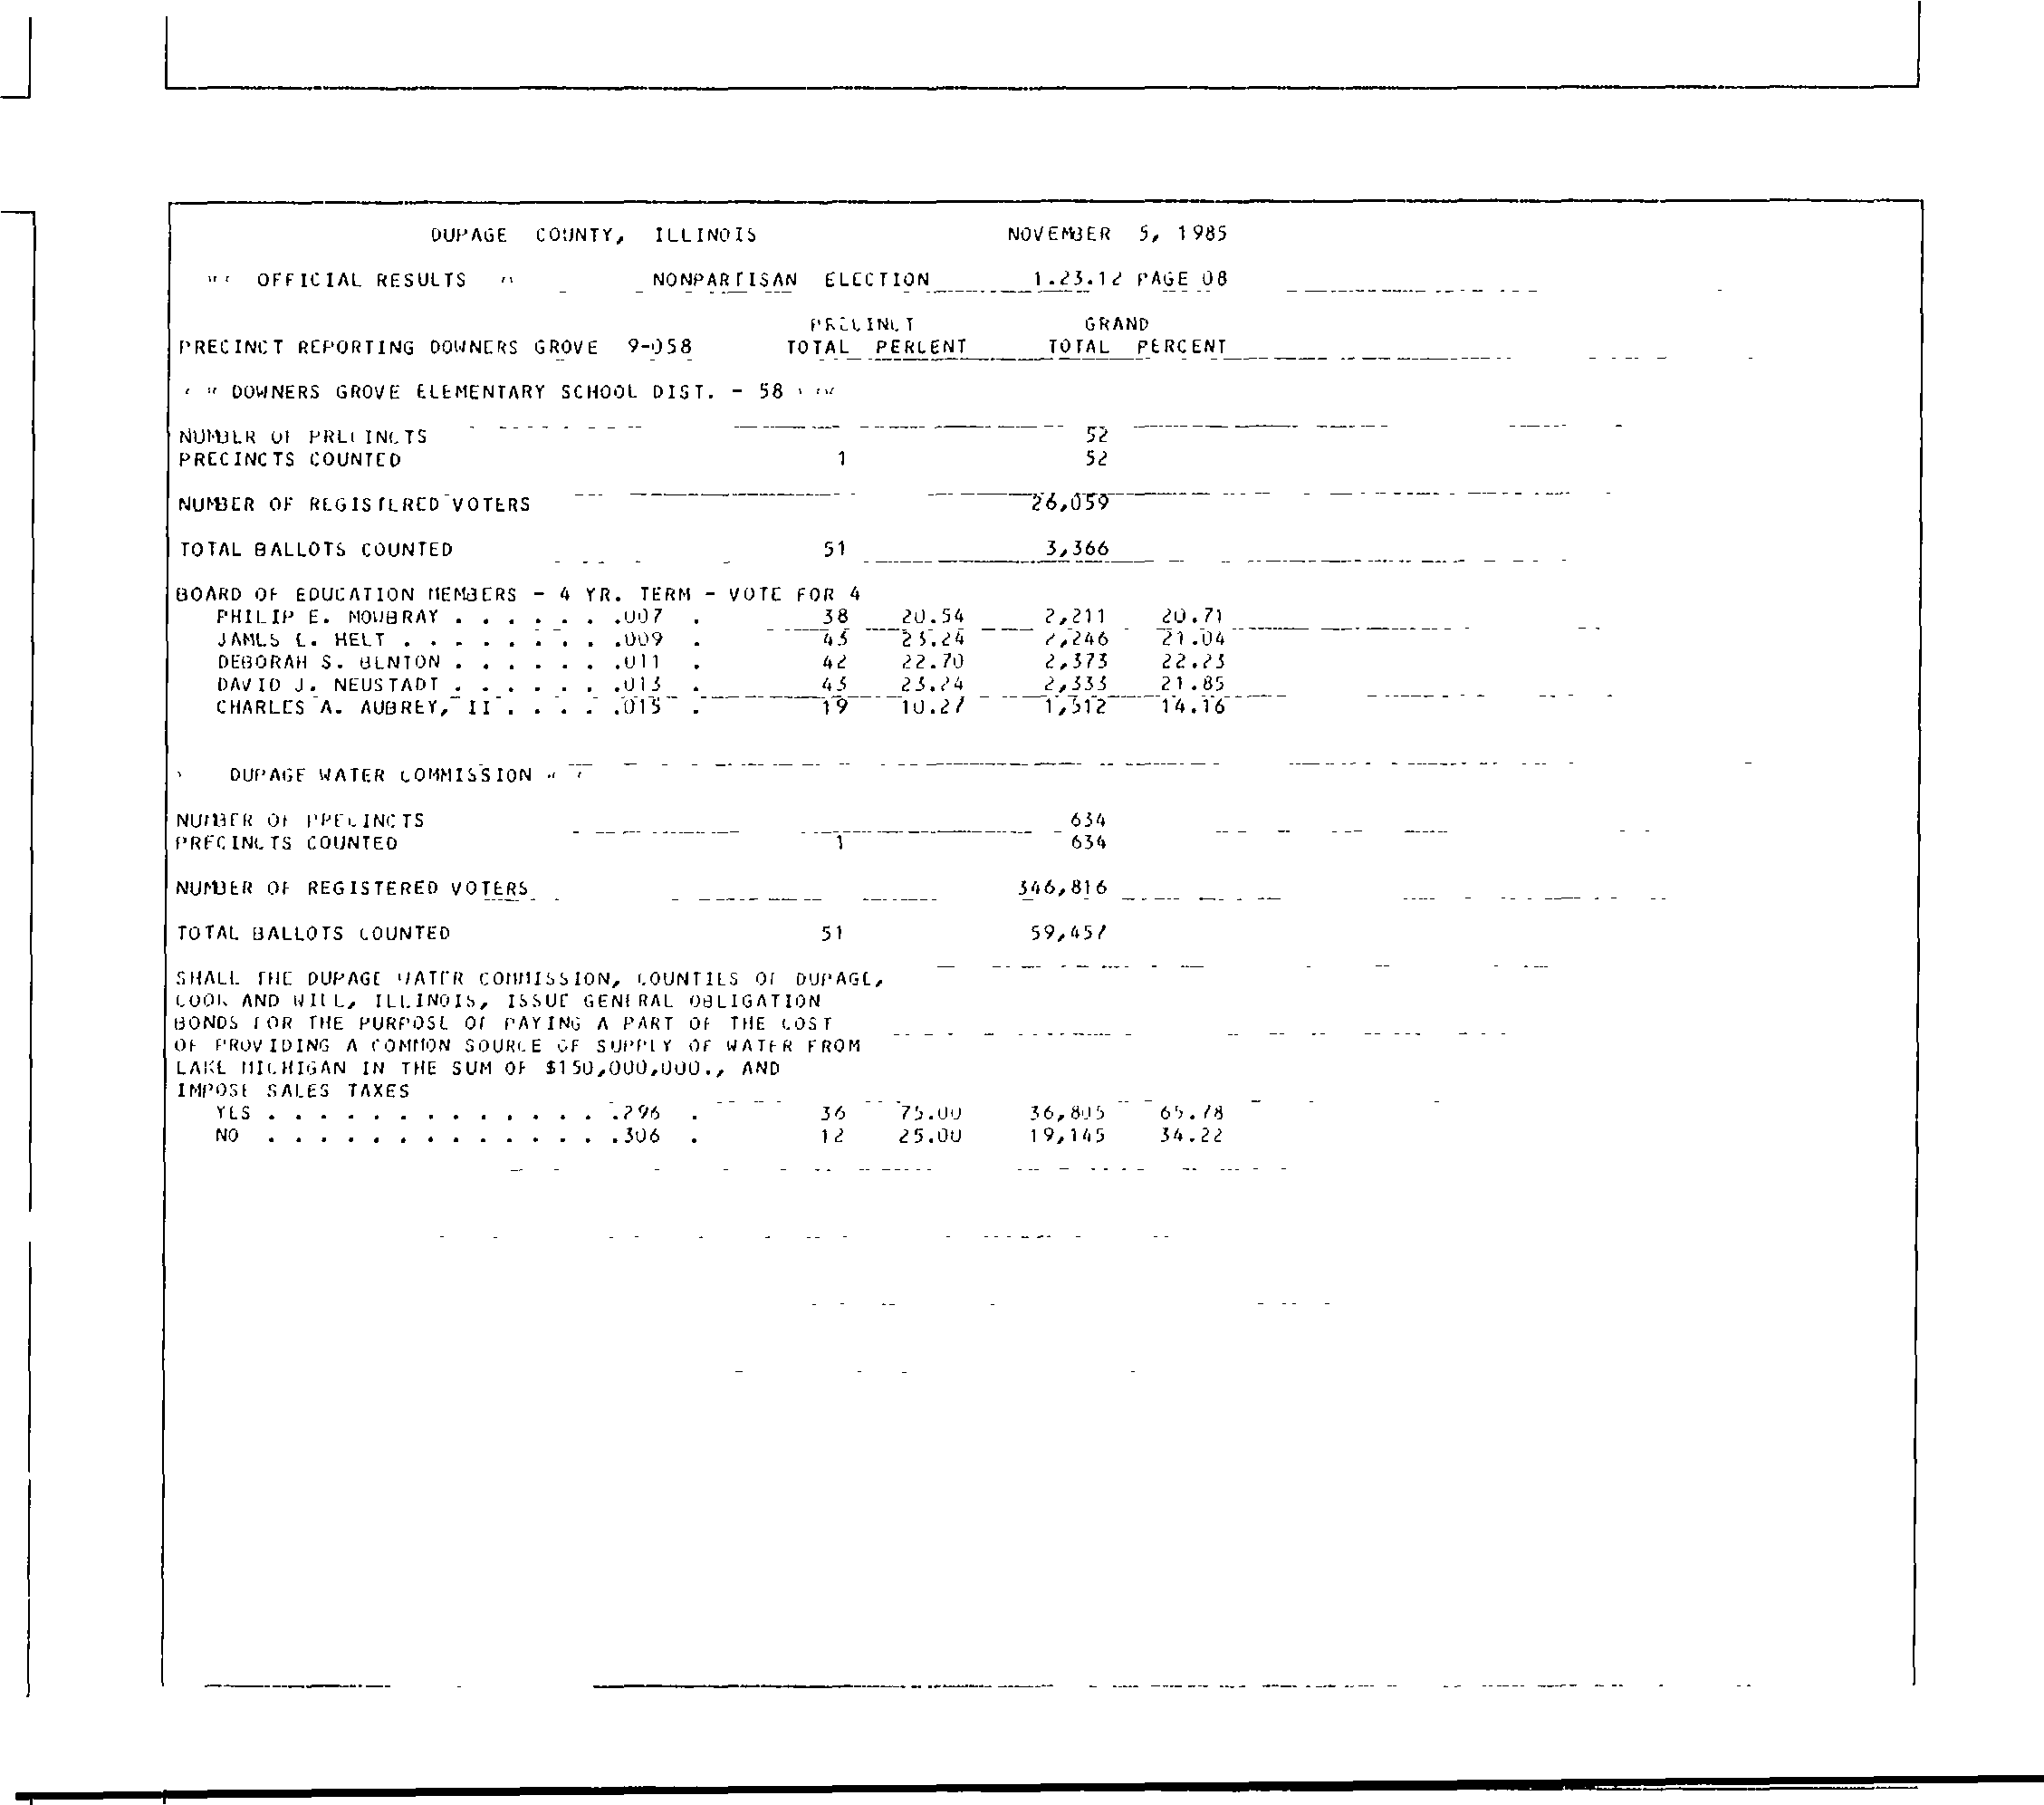 DUPAGE COUNTY, ILLINOIS NOVEMBER 5, 1985
OFFICIAL RESULTS NONPARTISAN ELECTION 1.23.12 PAGE 08
PRECINCT GRAND
PRECINCT REPORTING DOWNERS GROVE 9-058 TOTAL PERCENT TOTAL PERCENT
DOWNERS GROVE ELEMENTARY SCHOOL DIST. - 58
NUMBER OF PRECINCTS 52
PRECINCTS COUNTED 1 52
NUMBER OF REGISTERED VOTERS 26,059
TOTAL BALLOTS COUNTED 51 3,366
BOARD OF EDUCATION MEMBERS - 4 YR. TERM - VOTE FOR 4
PHILIP E. MOWBRAY . . . . . . .007 . 38 20.54 2,211 20.71
JAMES L. HELT . . . . . . . . .009 . 43 23.24 2,246 21.04
DEBORAH S. BENTON . . . . . . .011 . 42 22.70 2,373 22.23
DAVID J. NEUSTADT . . . . . . .013 . 43 23.24 2,333 21.85
CHARLES A. AUBREY, II . . . . .015 . 19 10.27 1,512 14.16
DUPAGE WATER COMMISSION
NUMBER OF PRECINCTS 634
PRECINCTS COUNTED 1 634
NUMBER OF REGISTERED VOTERS 346,816
TOTAL BALLOTS COUNTED 51 59,457
SHALL THE DUPAGE WATER COMMISSION, COUNTIES OF DUPAGE,
COOK AND WILL, ILLINOIS, ISSUE GENERAL OBLIGATION
BONDS FOR THE PURPOSE OF PAYING A PART OF THE COST
OF PROVIDING A COMMON SOURCE OF SUPPLY OF WATER FROM
LAKE MICHIGAN IN THE SUM OF $150,000,000., AND
IMPOSE SALES TAXES
YES . . . . . . . . . . . . . .296 . 36 75.00 36,805 65.78
NO . . . . . . . . . . . . . .306 . 12 25.00 19,145 34.22